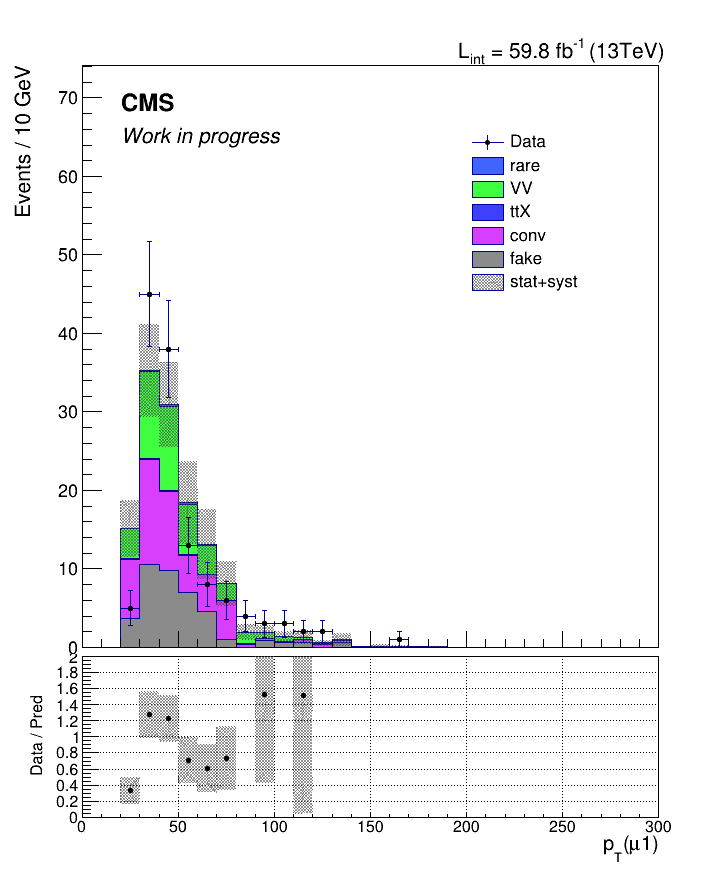 L_int = 59.8 fb^-1 (13TeV)
Events / 10 GeV
CMS
Work in progress
Data
rare
VV
ttX
conv
fake
stat+syst
70
60
50
40
30
20
10
0
Data / Pred
2
1.8
1.6
1.4
1.2
1
0.8
0.6
0.4
0.2
0
0 50 100 150 200 250 300
p_T(μ1)